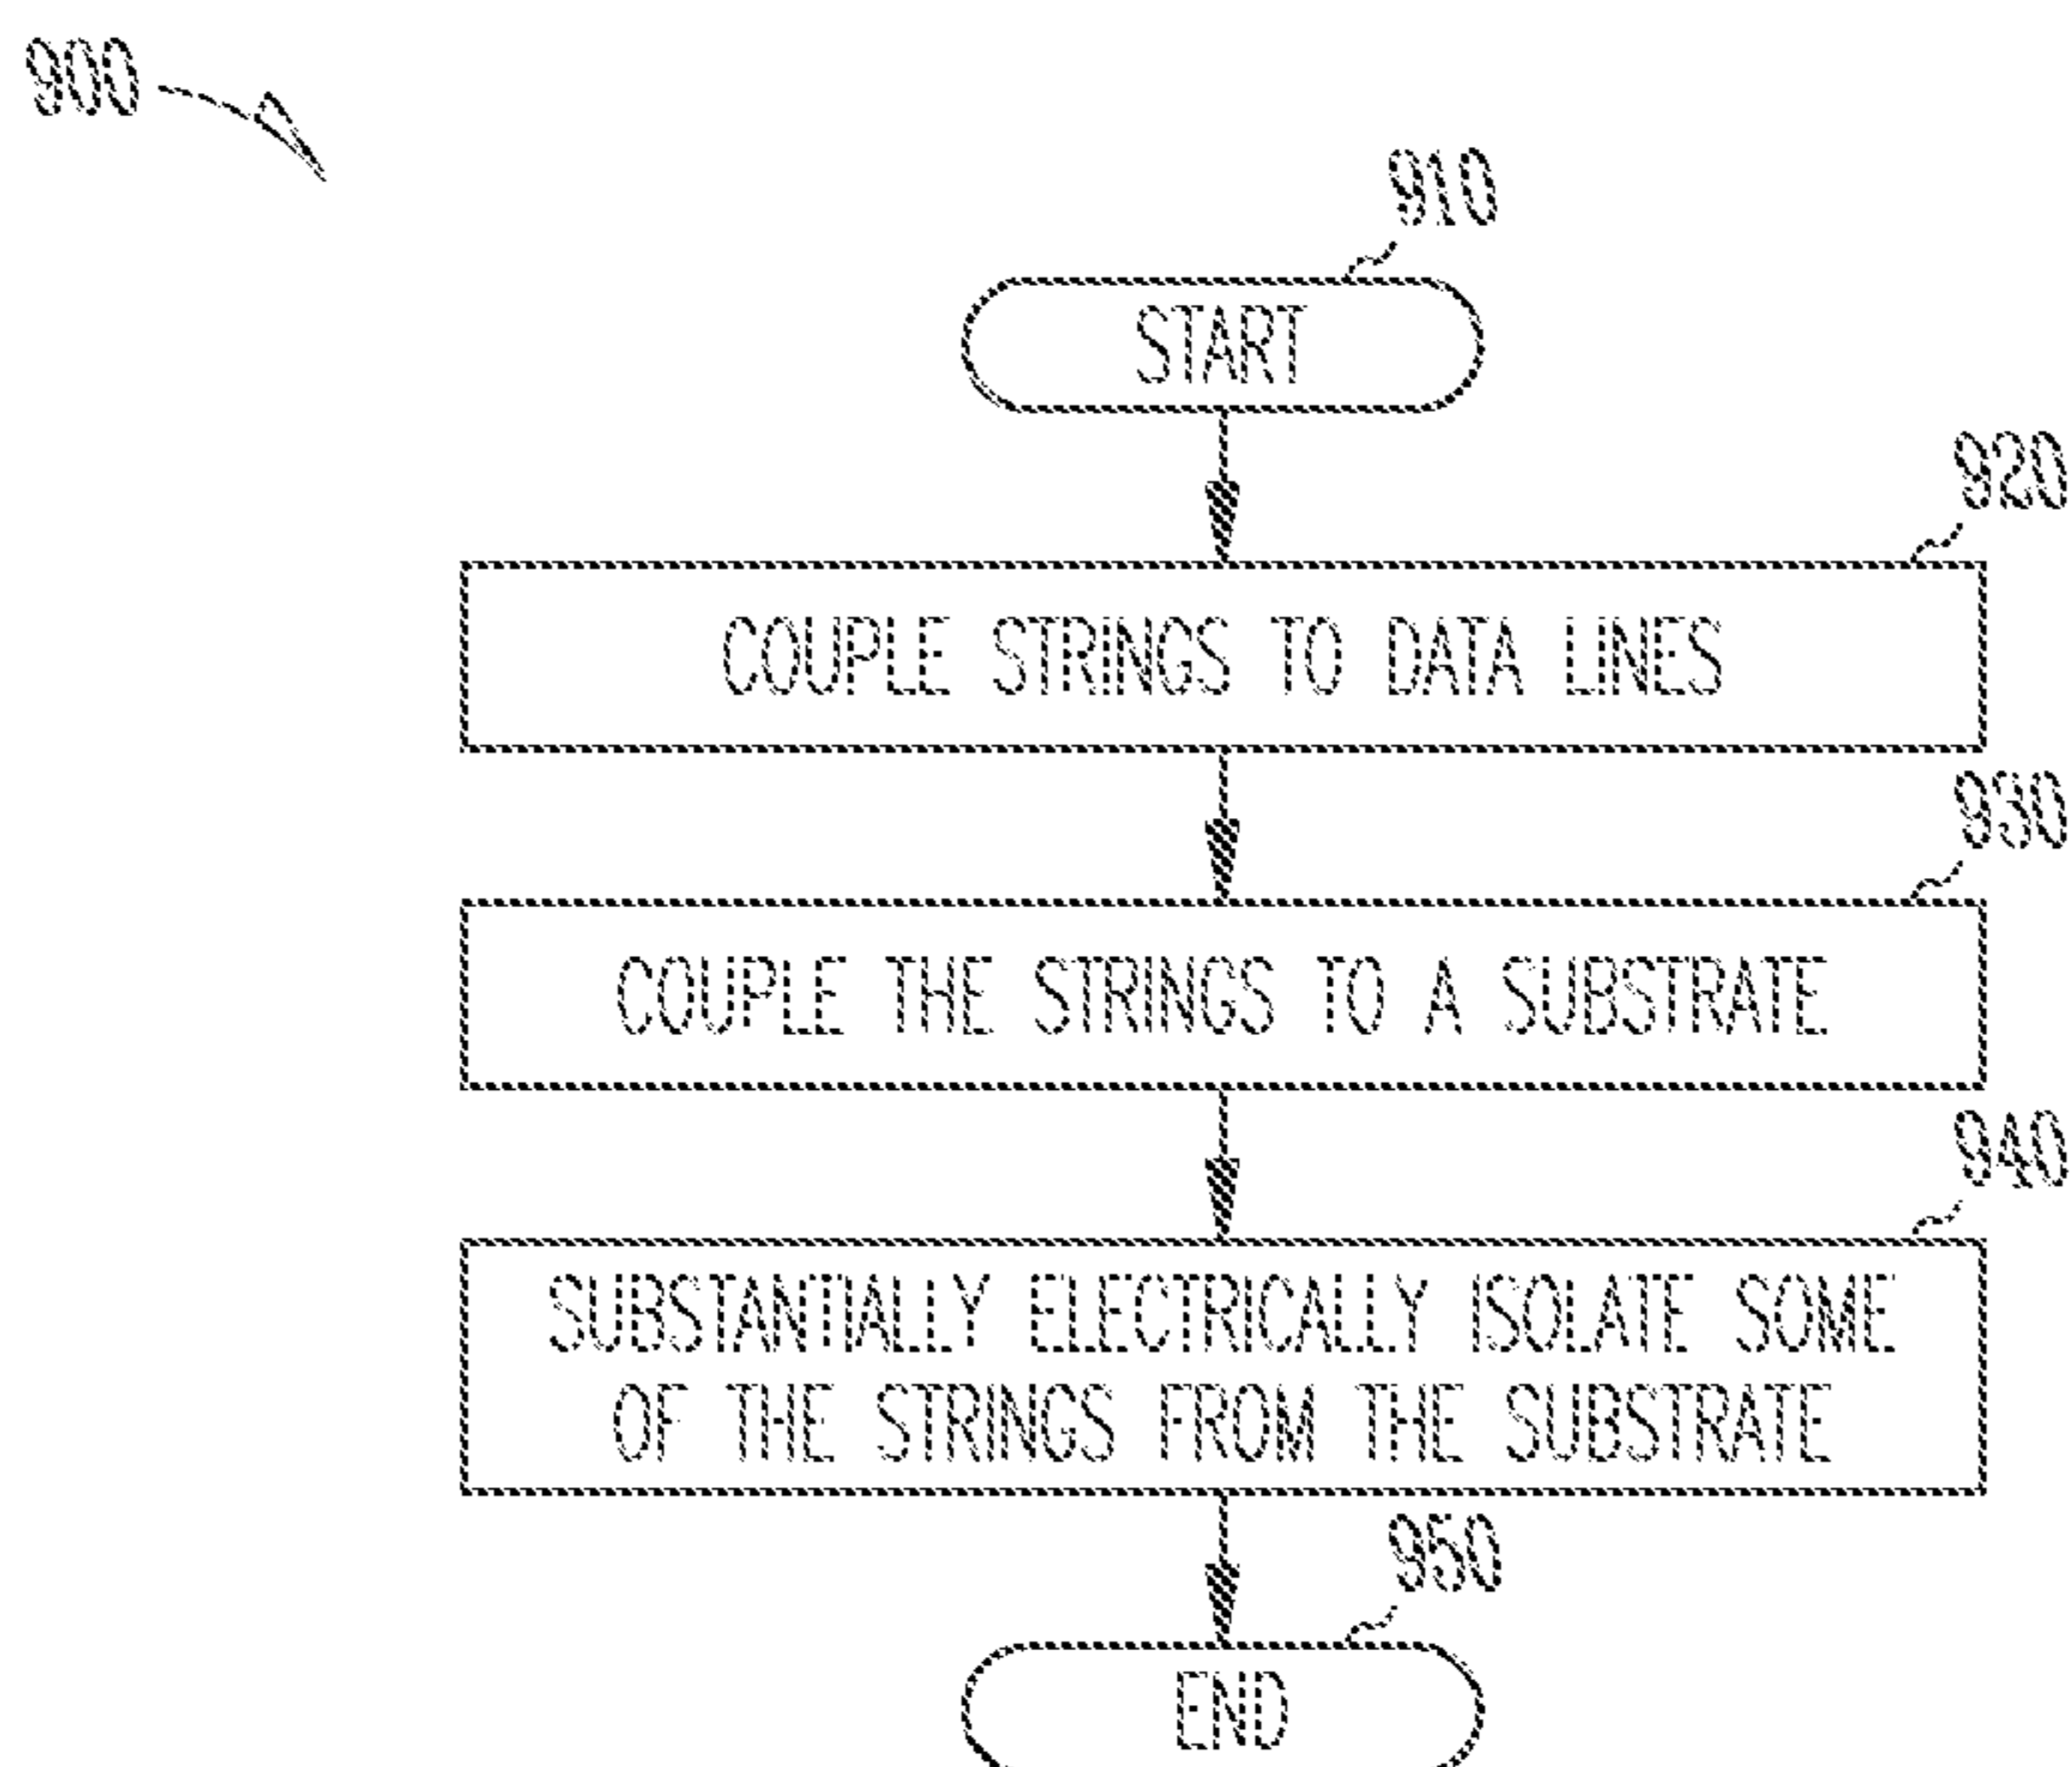 900
910
START
920
COUPLE STRINGS TO DATA LINES
930
COUPLE THE STRINGS TO A SUBSTRATE
940
SUBSTANTIALLY ELECTRICALLY ISOLATE SOME
OF THE STRINGS FROM THE SUBSTRATE
950
END